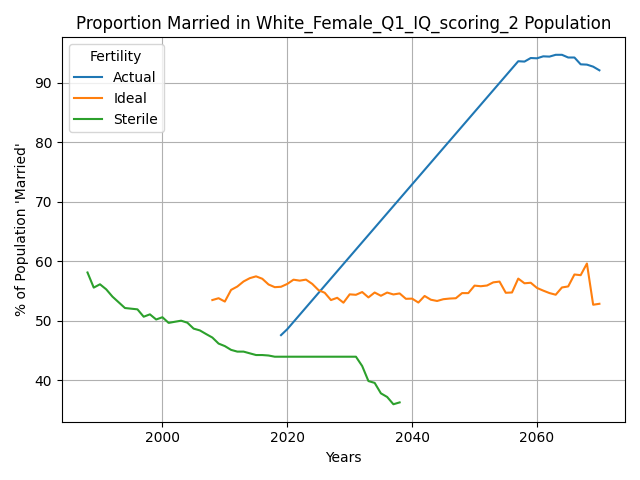 Proportion Married in White_Female_Q1_IQ_scoring_2 Population
Fertility
Actual
Ideal
Sterile
% of Population 'Married'
90
80
70
60
50
40
2000
2020
2040
2060
Years